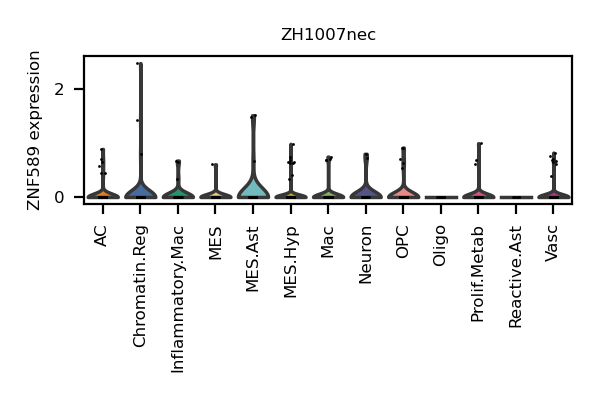 ZH1007nec
ZNF589 expression
2
0
AC
Chromatin.Reg
Inflammatory.Mac
MES
MES.Ast
MES.Hyp
Mac
Neuron
OPC
Oligo
Prolif.Metab
Reactive.Ast
Vasc